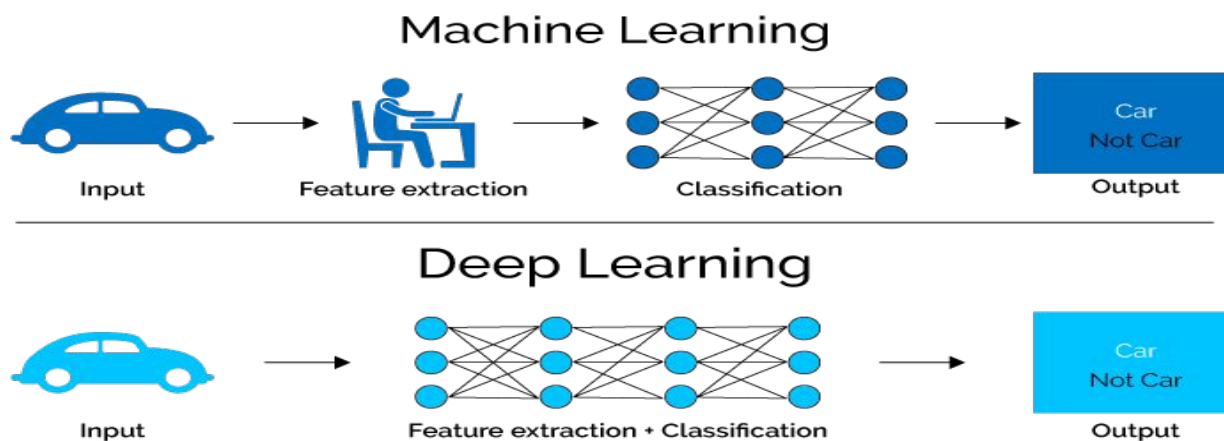 Machine Learning
Car
Not Car
Input
Feature extraction
Classification
Output
Deep Learning
Car
Not Car
Input
Feature extraction + Classification
Output